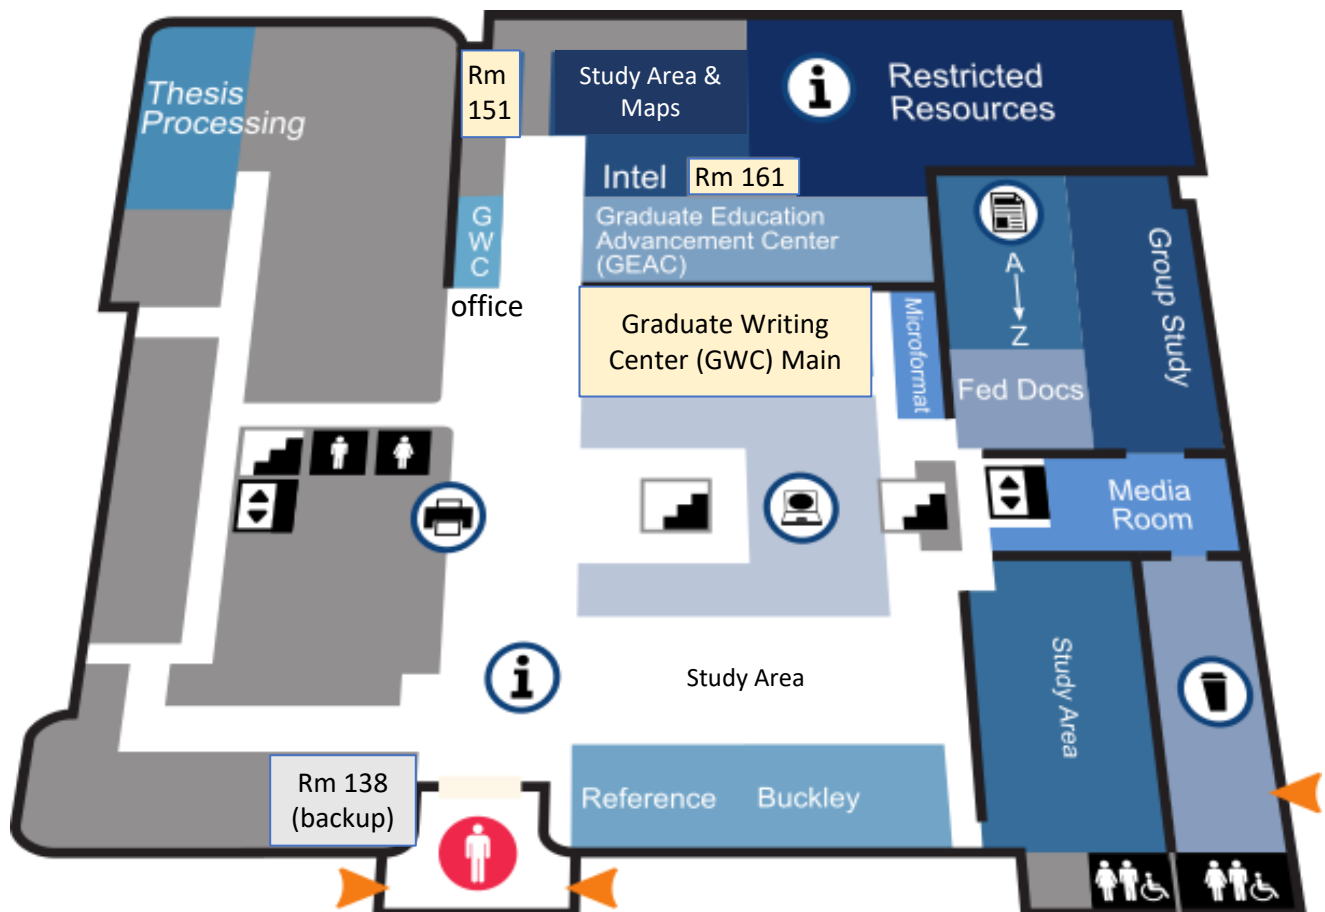 Thesis
Processing
Rm
151
Study Area &
Maps
Restricted
Resources
Intel
Rm 161
G
W
C
office
Graduate Education
Advancement Center
(GEAC)
Graduate Writing
Center (GWC) Main
Microformat
A
Z
Fed Docs
Group Study
Media
Room
Study Area
Study Area
Rm 138
(backup)
Reference
Buckley